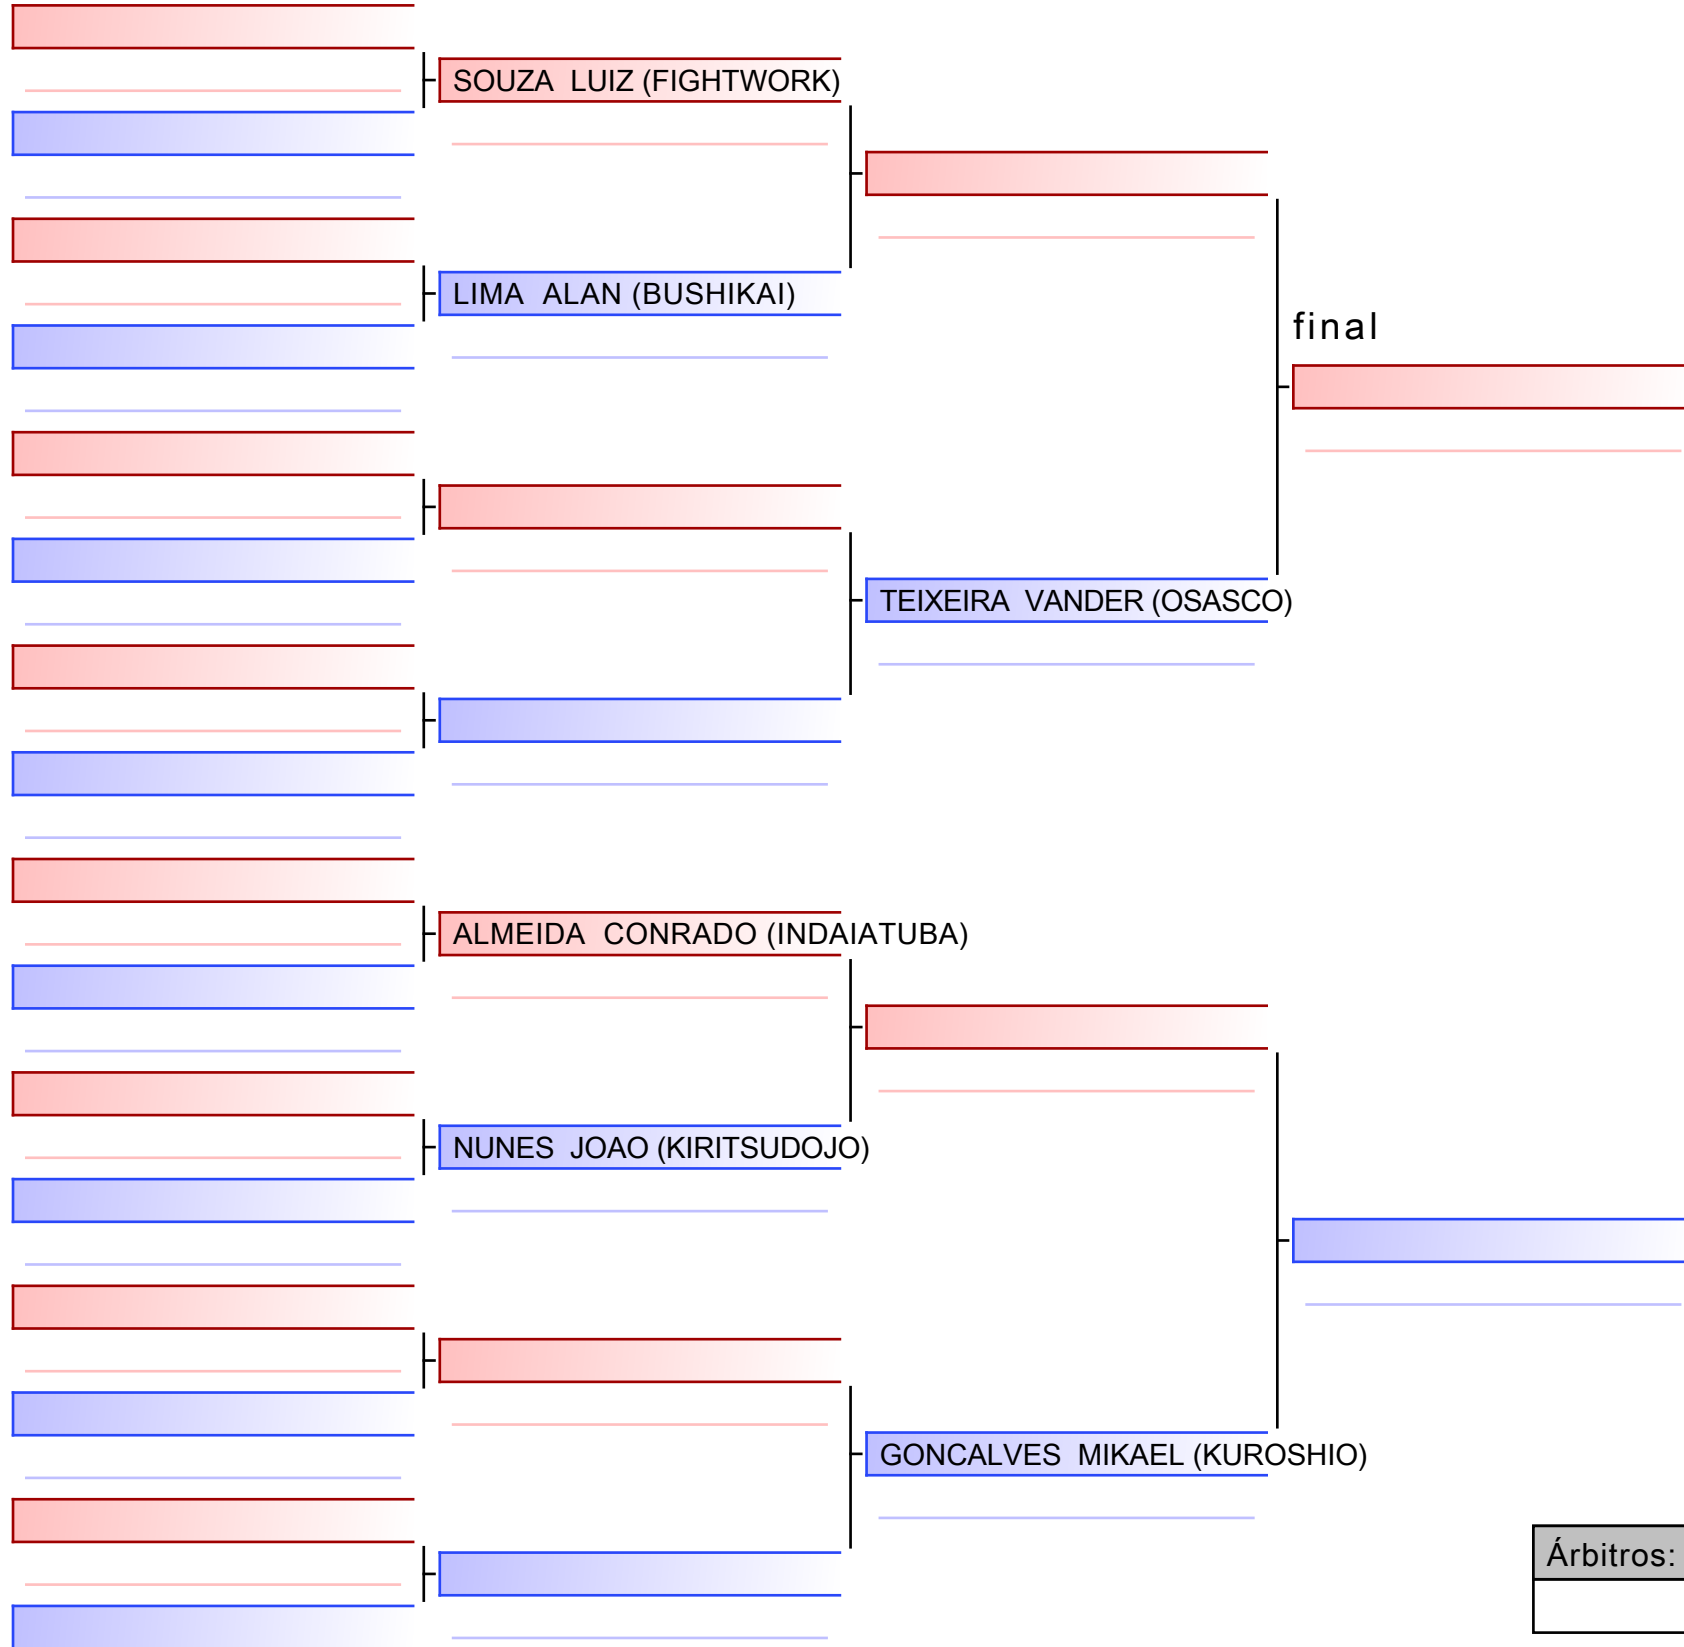 SOUZA  LUIZ (FIGHTWORK)
LIMA  ALAN (BUSHIKAI)
final
TEIXEIRA  VANDER (OSASCO)
ALMEIDA  CONRADO (INDAIATUBA)
NUNES  JOAO (KIRITSUDOJO)
GONCALVES  MIKAEL (KUROSHIO)
Árbitros: